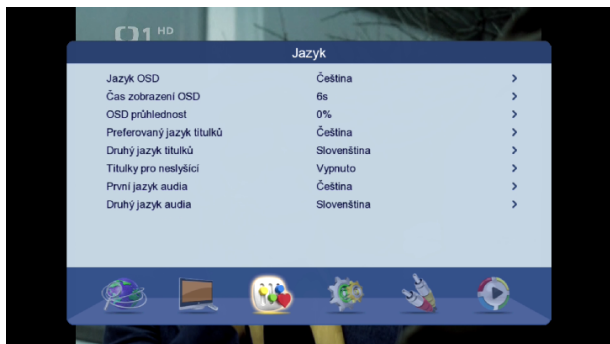 1 HD
Jazyk
Jazyk OSD Čeština >
Čas zobrazení OSD 6s >
OSD průhlednost 0% >
Preferovaný jazyk titulků Čeština >
Druhý jazyk titulků Slovenština >
Titulky pro neslyšící Vypnuto >
První jazyk audia Čeština >
Druhý jazyk audia Slovenština >